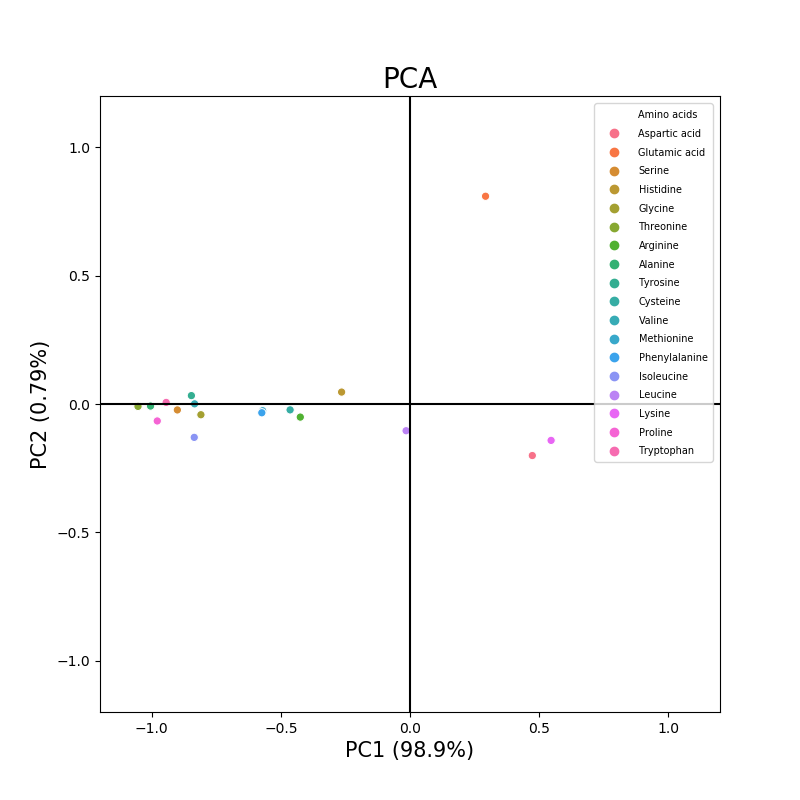 PCA
Amino acids
Aspartic acid
Glutamic acid
Serine
Histidine
Glycine
Threonine
Arginine
Alanine
Tyrosine
Cysteine
Valine
Methionine
Phenylalanine
Isoleucine
Leucine
Lysine
Proline
Tryptophan
1.0
0.5
0.0
−0.5
−1.0
PC2 (0.79%)
−1.0
−0.5
0.0
0.5
1.0
PC1 (98.9%)